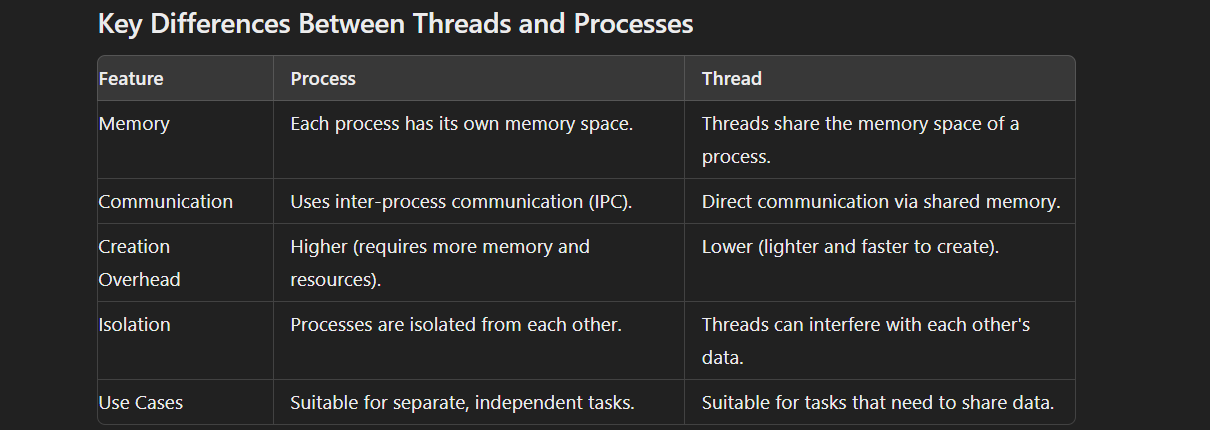 Key Differences Between Threads and Processes
Feature Process Thread
Memory Each process has its own memory space. Threads share the memory space of a
process.
Communication Uses inter-process communication (IPC). Direct communication via shared memory.
Creation Higher (requires more memory and Lower (lighter and faster to create).
Overhead resources).
Isolation Processes are isolated from each other. Threads can interfere with each other's
data.
Use Cases Suitable for separate, independent tasks. Suitable for tasks that need to share data.